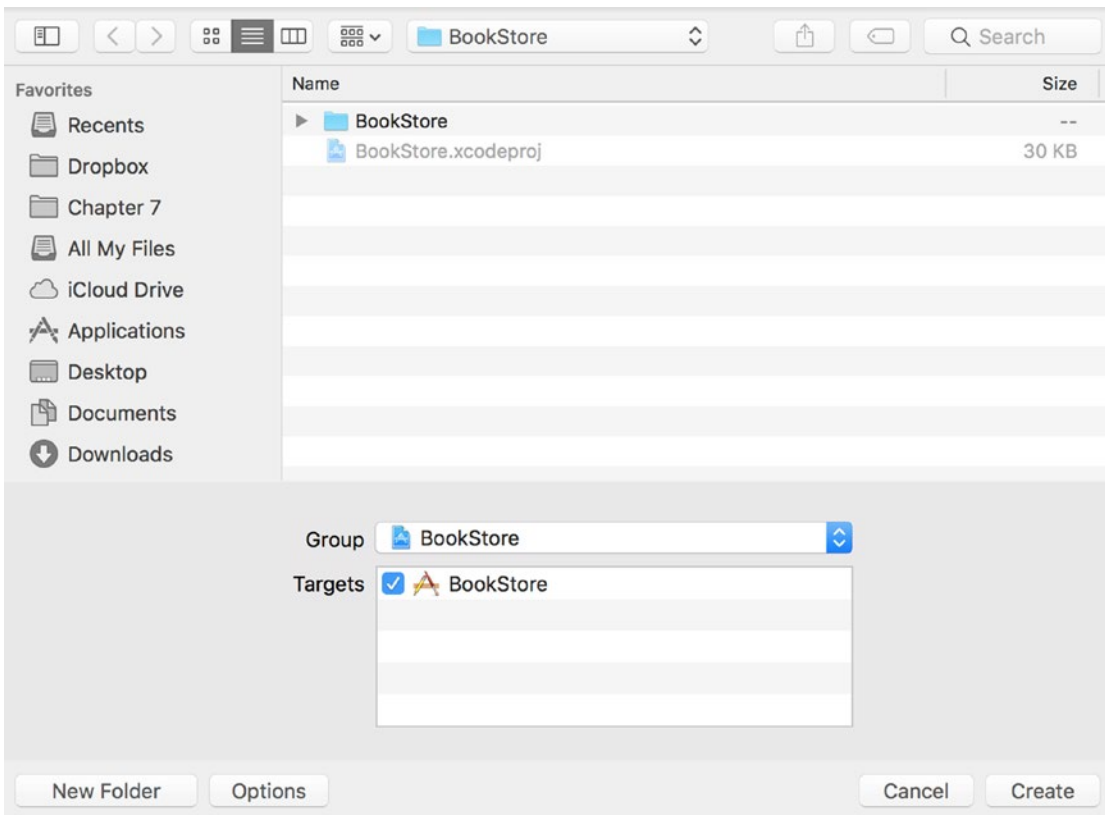 BookStore
Search
Favorites
Recents
Dropbox
Chapter 7
All My Files
iCloud Drive
Applications
Desktop
Documents
Downloads
Name Size
BookStore --
BookStore.xcodeproj 30 KB
Group BookStore
Targets BookStore
New Folder Options Cancel Create